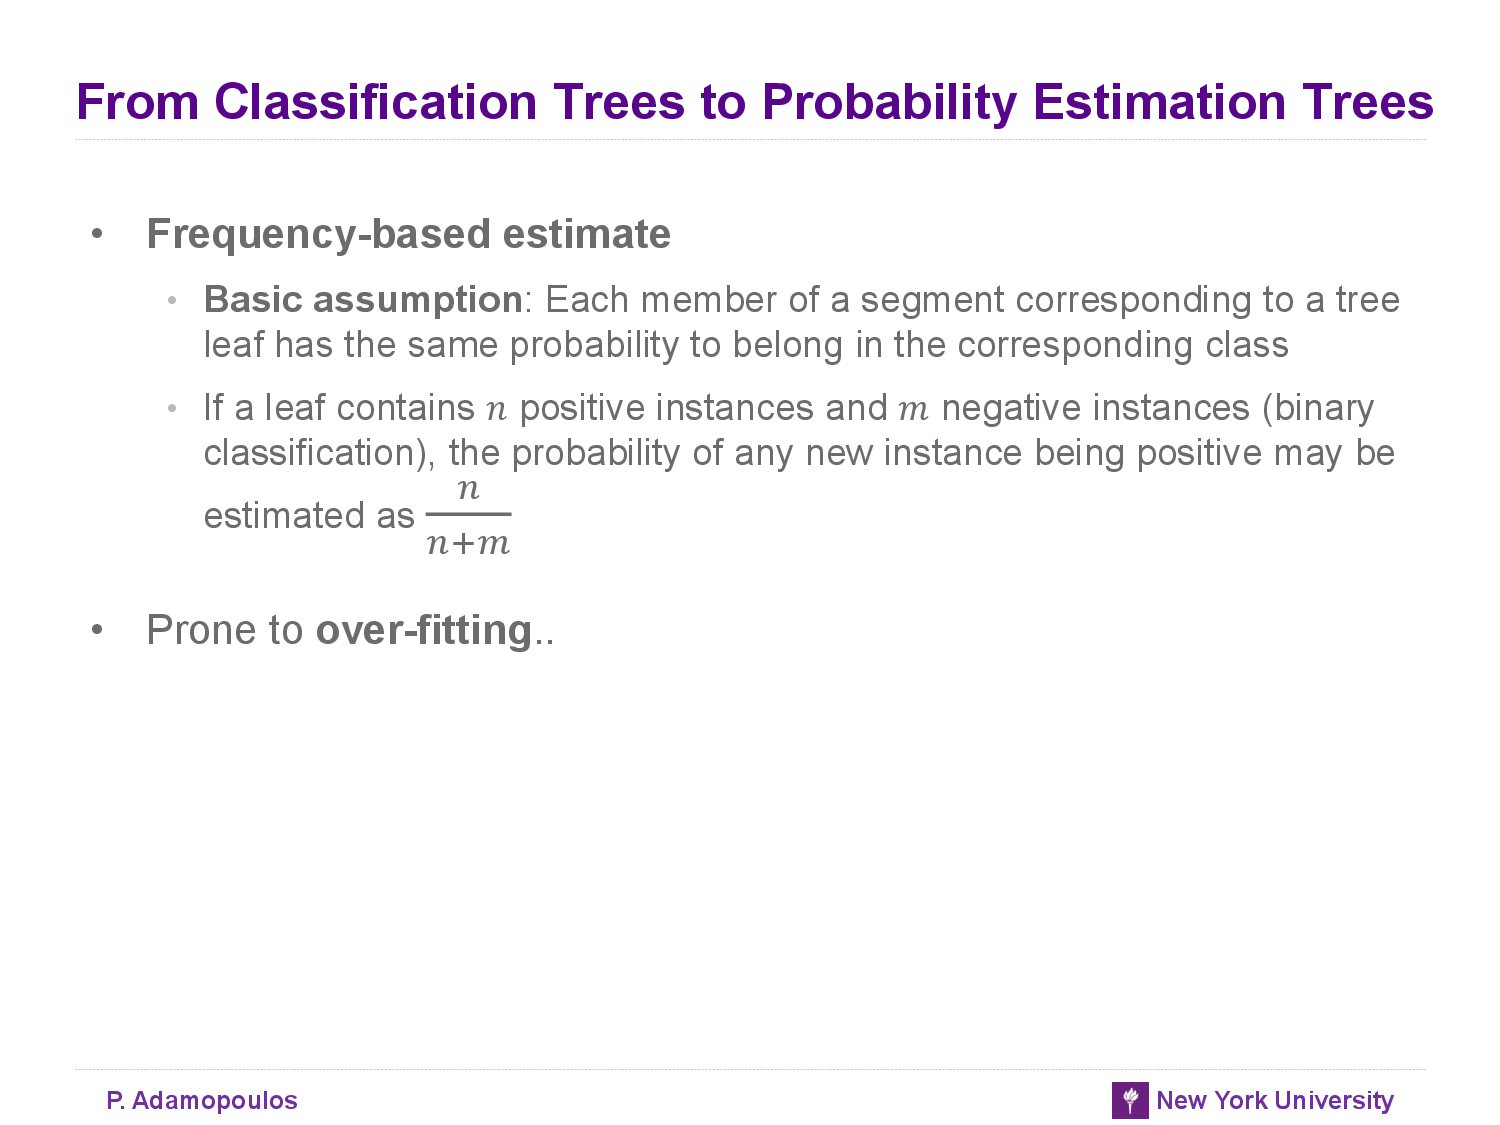 From Classification Trees to Probability Estimation Trees
• Frequency-based estimate
• Basic assumption: Each member of a segment corresponding to a tree
leaf has the same probability to belong in the corresponding class
• If a leaf contains 𝑛 positive instances and 𝑚 negative instances (binary
classification), the probability of any new instance being positive may be
estimated as 𝑛/(𝑛+𝑚)
• Prone to over-fitting..
P. Adamopoulos
New York University